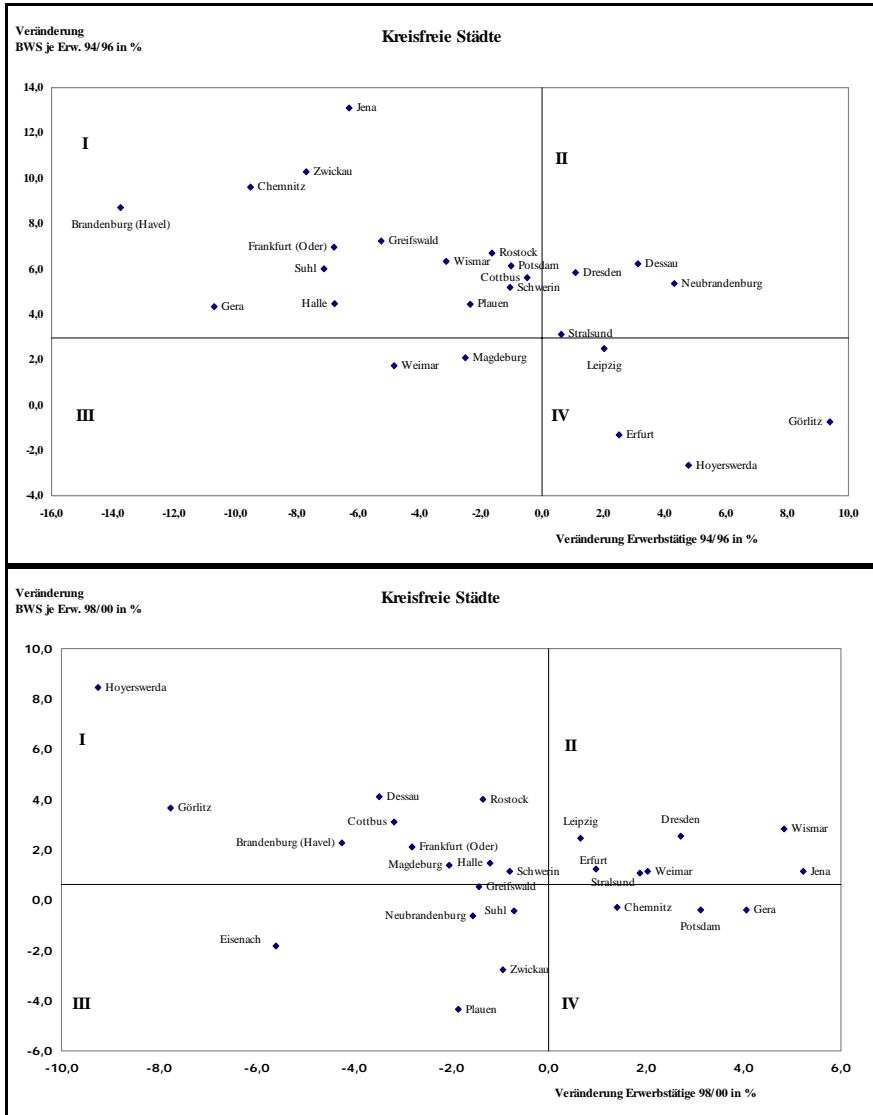 Veränderung
BWS je Erw. 94/96 in %
Kreisfreie Städte
14,0
12,0
10,0
8,0
6,0
4,0
2,0
0,0
-2,0
-4,0
I
II
III
IV
Jena
Zwickau
Chemnitz
Brandenburg (Havel)
Frankfurt (Oder)
Greifswald
Suhl
Wismar
Rostock
Potsdam
Cottbus
Schwerin
Gera
Halle
Plauen
Dresden
Dessau
Neubrandenburg
Stralsund
Leipzig
Weimar
Magdeburg
Erfurt
Görlitz
Hoyerswerda
-16,0 -14,0 -12,0 -10,0 -8,0 -6,0 -4,0 -2,0 0,0 2,0 4,0 6,0 8,0 10,0
Veränderung Erwerbstätige 94/96 in %
Veränderung
BWS je Erw. 98/00 in %
Kreisfreie Städte
10,0
8,0
6,0
4,0
2,0
0,0
-2,0
-4,0
-6,0
I
II
III
IV
Hoyerswerda
Görlitz
Dessau
Rostock
Cottbus
Brandenburg (Havel)
Frankfurt (Oder)
Magdeburg
Halle
Schwerin
Greifswald
Neubrandenburg
Suhl
Eisenach
Zwickau
Plauen
Leipzig
Dresden
Wismar
Erfurt
Stralsund
Weimar
Jena
Chemnitz
Potsdam
Gera
-10,0 -8,0 -6,0 -4,0 -2,0 0,0 2,0 4,0 6,0
Veränderung Erwerbstätige 98/00 in %